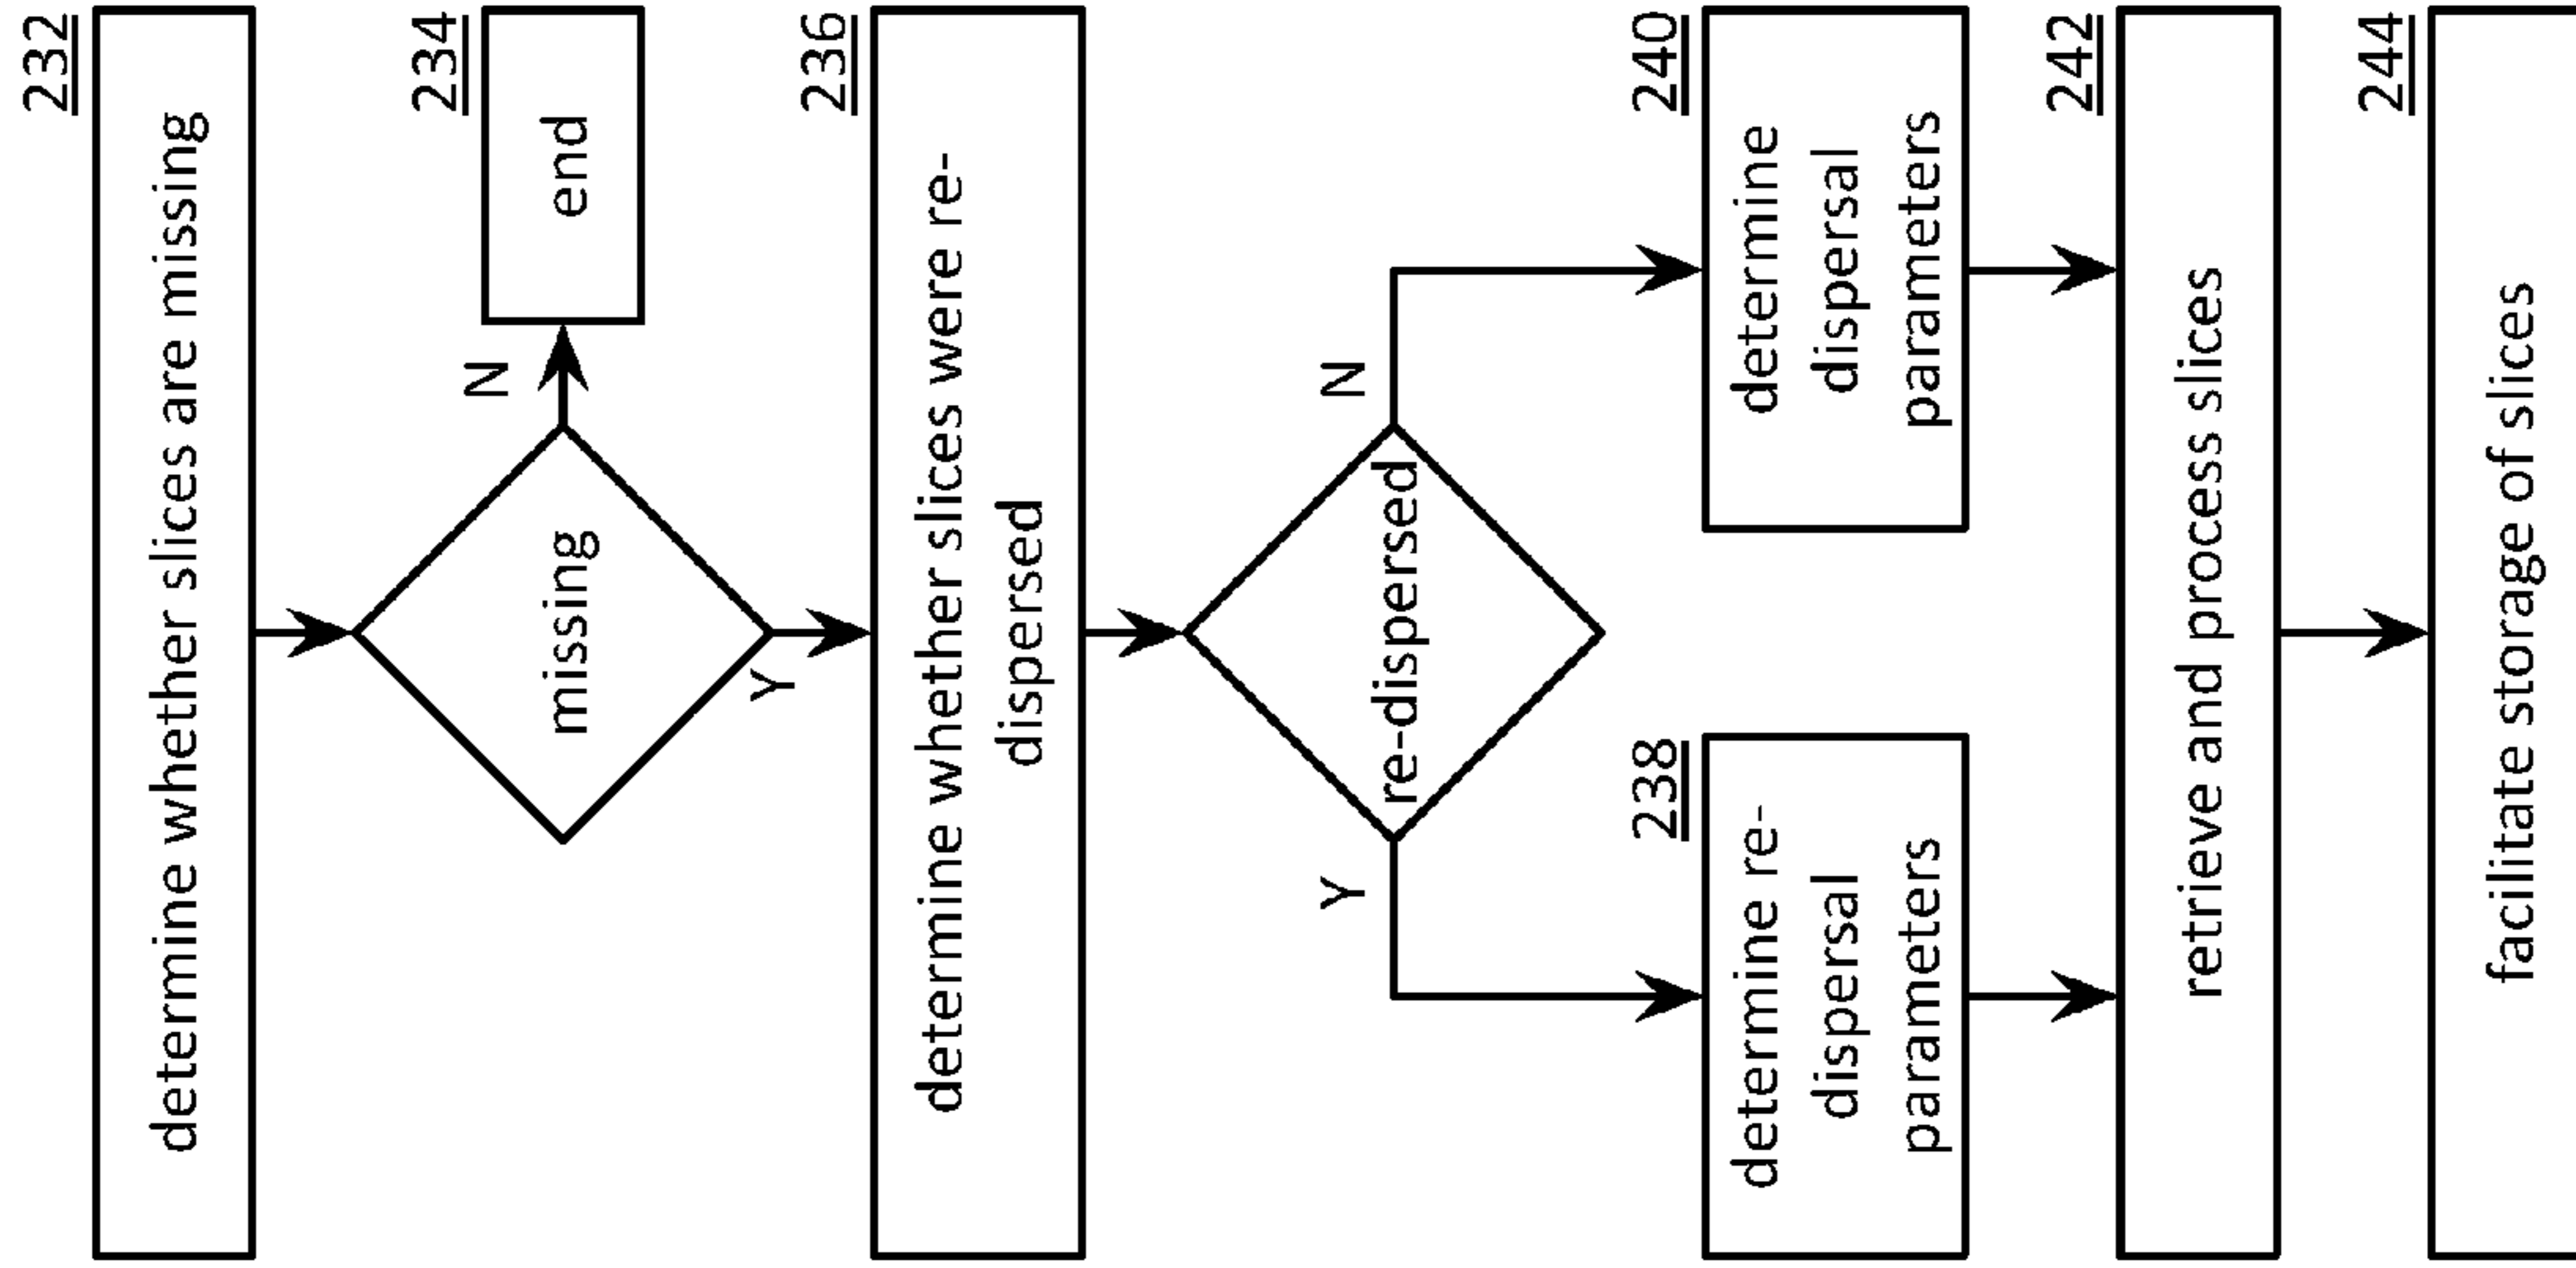 232
determine whether slices are missing
missing
N
234
end
Y
236
determine whether slices were re-
dispersed
re-dispersed
Y
N
238
determine re-
dispersal
parameters
240
determine
dispersal
parameters
242
retrieve and process slices
244
facilitate storage of slices